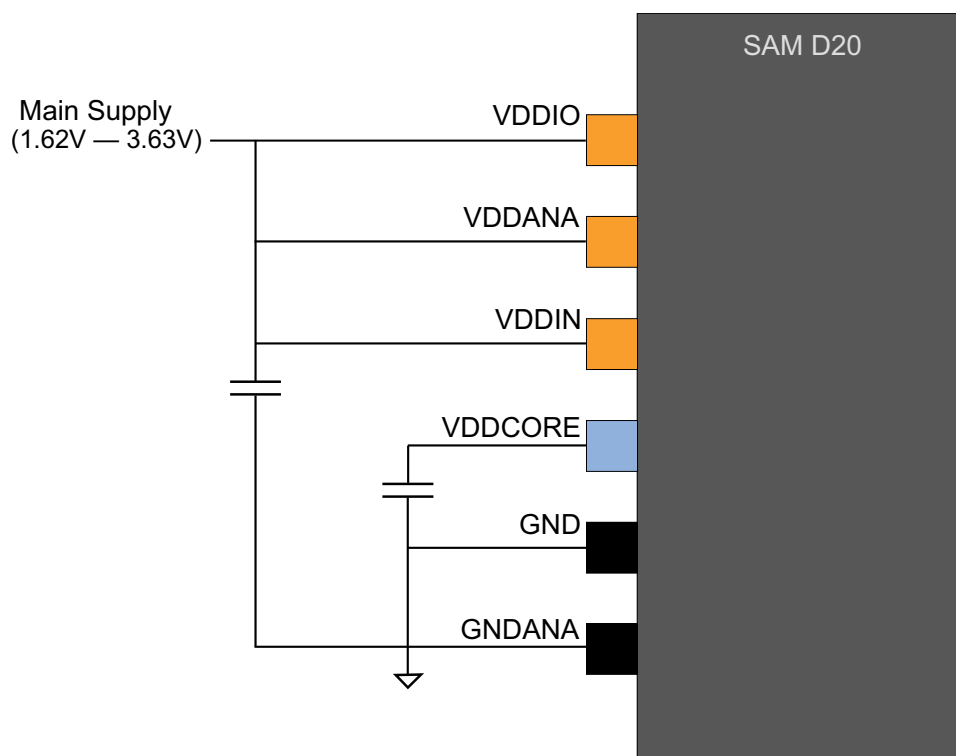 SAM D20
Main Supply
(1.62V — 3.63V)
VDDIO
VDDANA
VDDIN
VDDCORE
GND
GNDANA